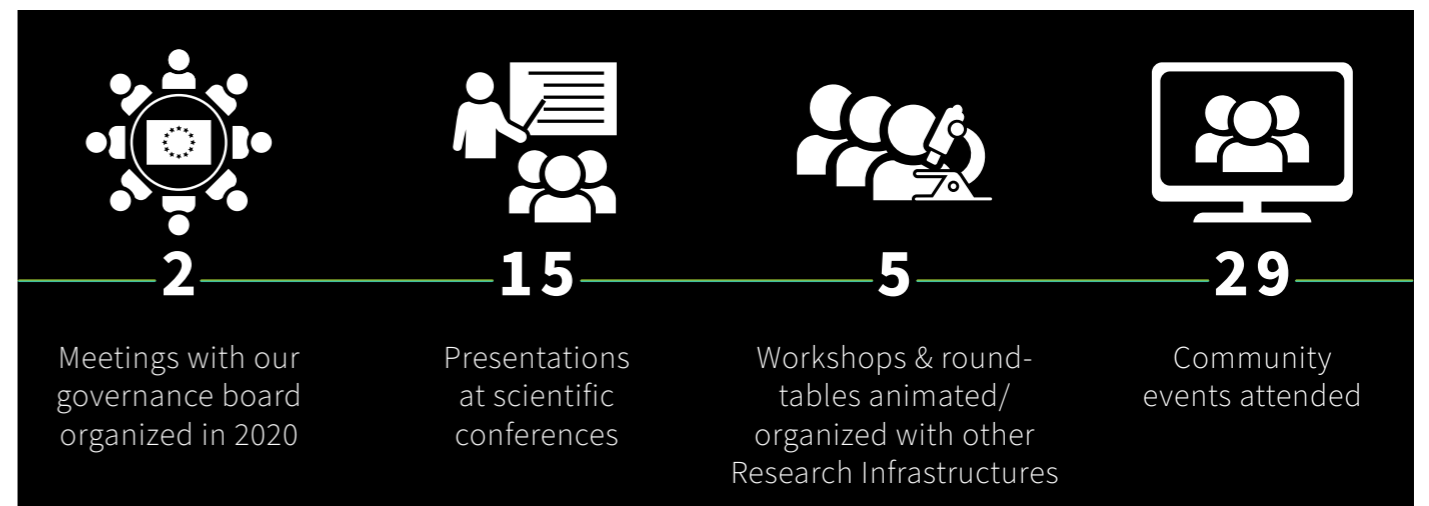 2
Meetings with our
governance board
organized in 2020
15
Presentations
at scientific
conferences
5
Workshops & round-
tables animated/
organized with other
Research Infrastructures
29
Community
events attended